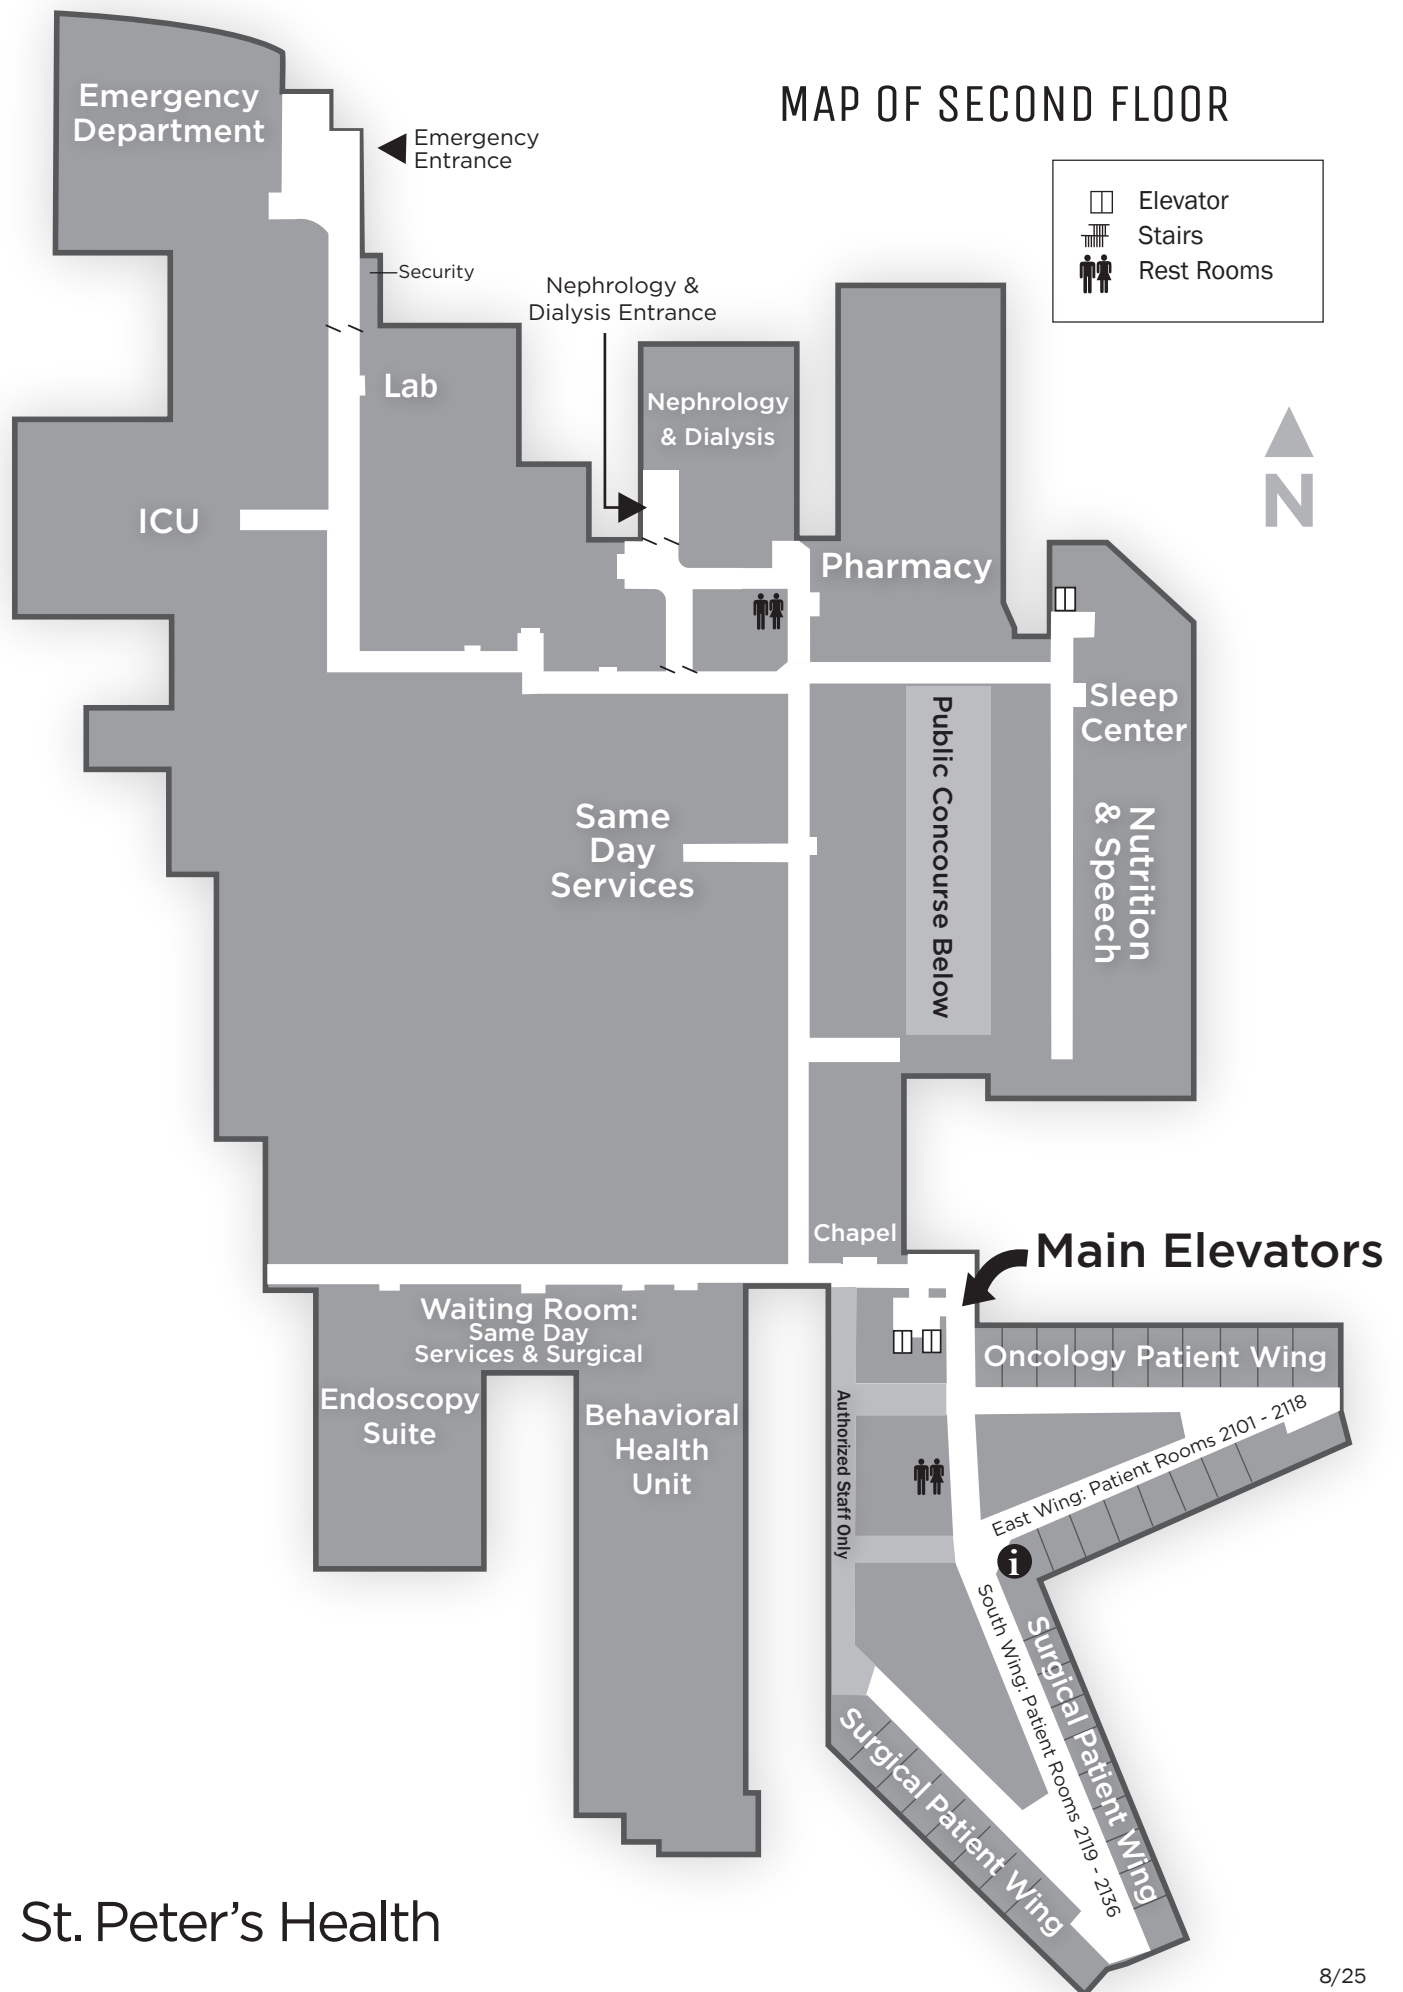 MAP OF SECOND FLOOR
Elevator
Stairs
Rest Rooms
Emergency
Department
Emergency
Entrance
Security
Nephrology &
Dialysis Entrance
Lab
Nephrology
& Dialysis
N
ICU
Pharmacy
Sleep
Center
Public Concourse Below
Nutrition
& Speech
Same
Day
Services
Chapel
Main Elevators
Waiting Room:
Same Day
Services & Surgical
Oncology Patient Wing
Endoscopy
Suite
Behavioral
Health
Unit
Authorized Staff Only
East Wing: Patient Rooms 2101 - 2118
i
South Wing: Patient Rooms 2119 - 2136
Surgical Patient Wing
Surgical Patient Wing
St. Peter's Health
8/25